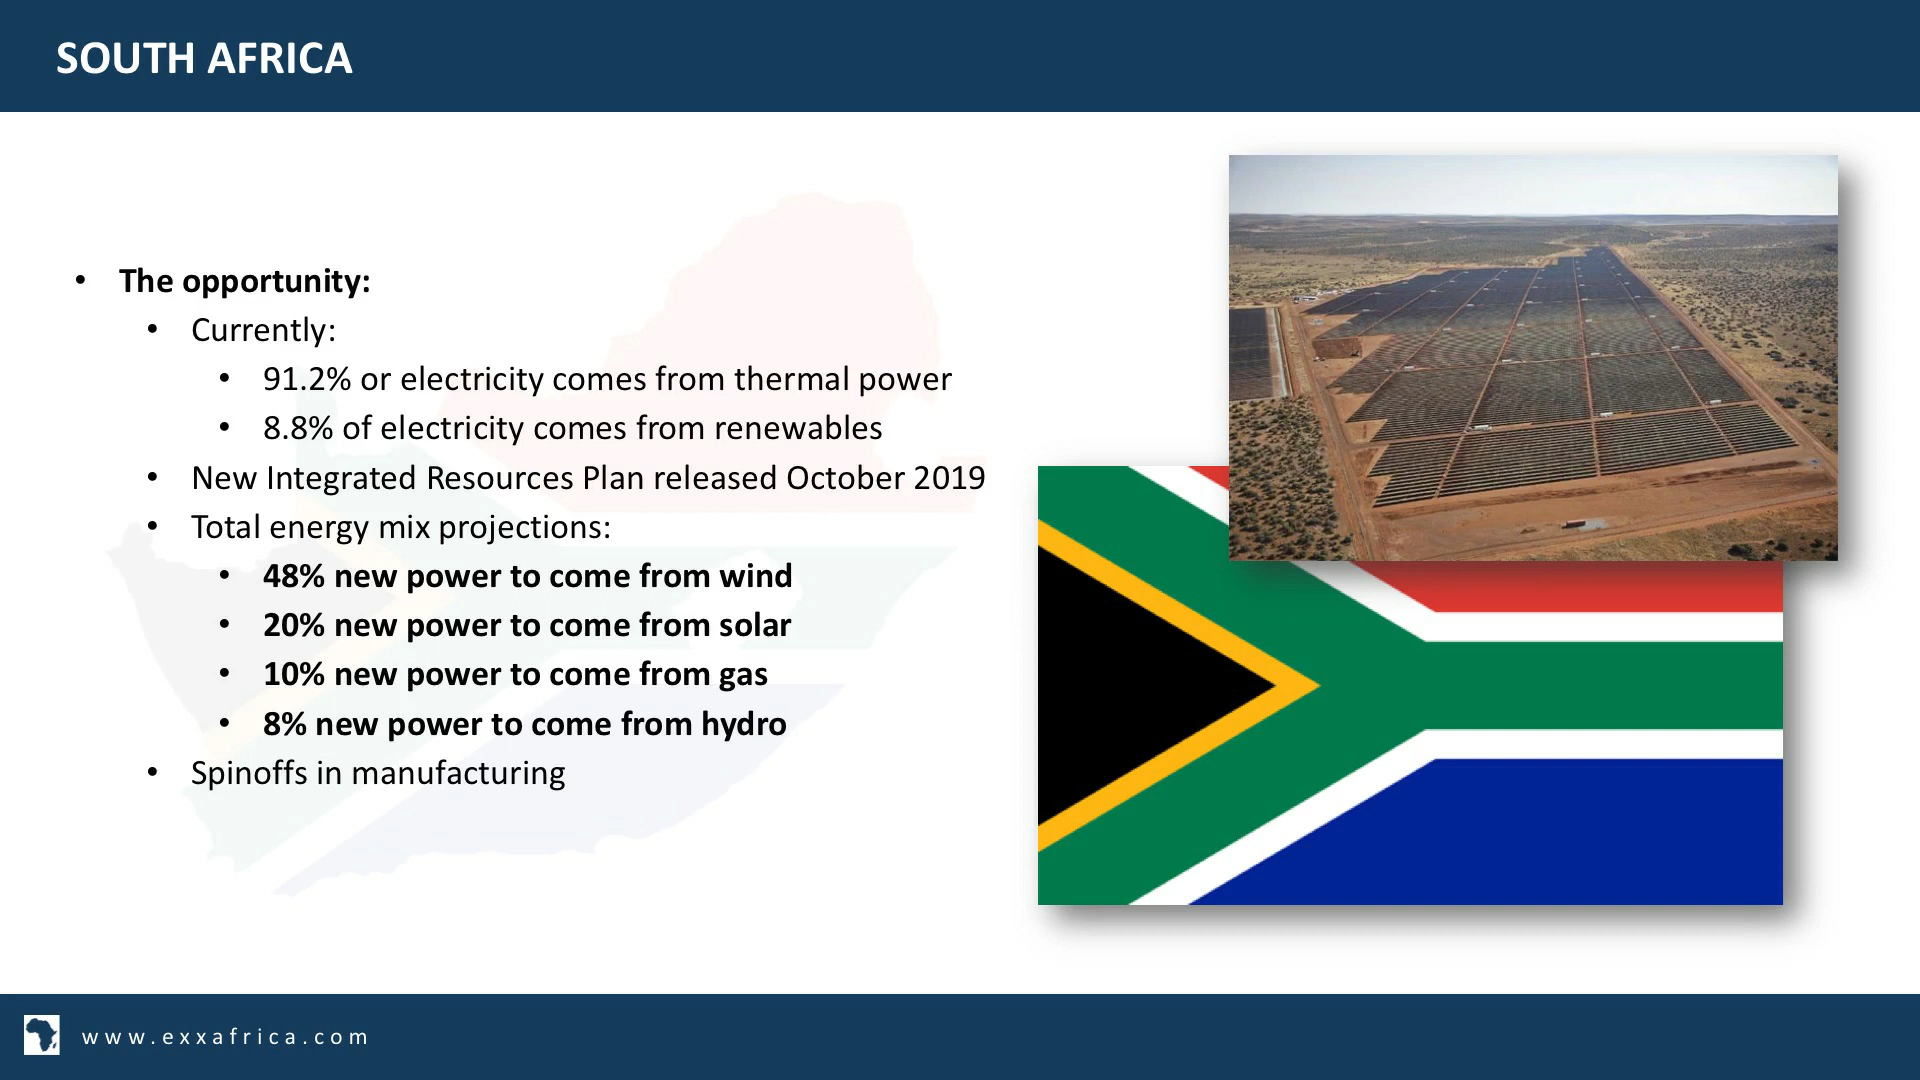 SOUTH AFRICA
• The opportunity:
• Currently:
• 91.2% or electricity comes from thermal power
• 8.8% of electricity comes from renewables
• New Integrated Resources Plan released October 2019
• Total energy mix projections:
• 48% new power to come from wind
• 20% new power to come from solar
• 10% new power to come from gas
• 8% new power to come from hydro
• Spinoffs in manufacturing
www.exxafrica.com